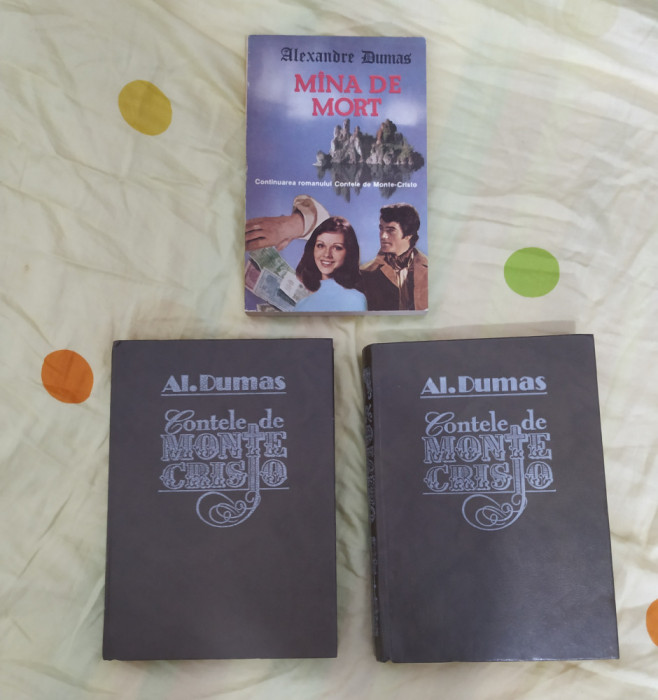 Alexandre Dumas
MÎNA DE
MORT
Continuarea romanului Contele de Monte-Cristo
Al.Dumas
Contele de
MONTE
CRISTO
Al.Dumas
Contele de
MONTE
CRISTO